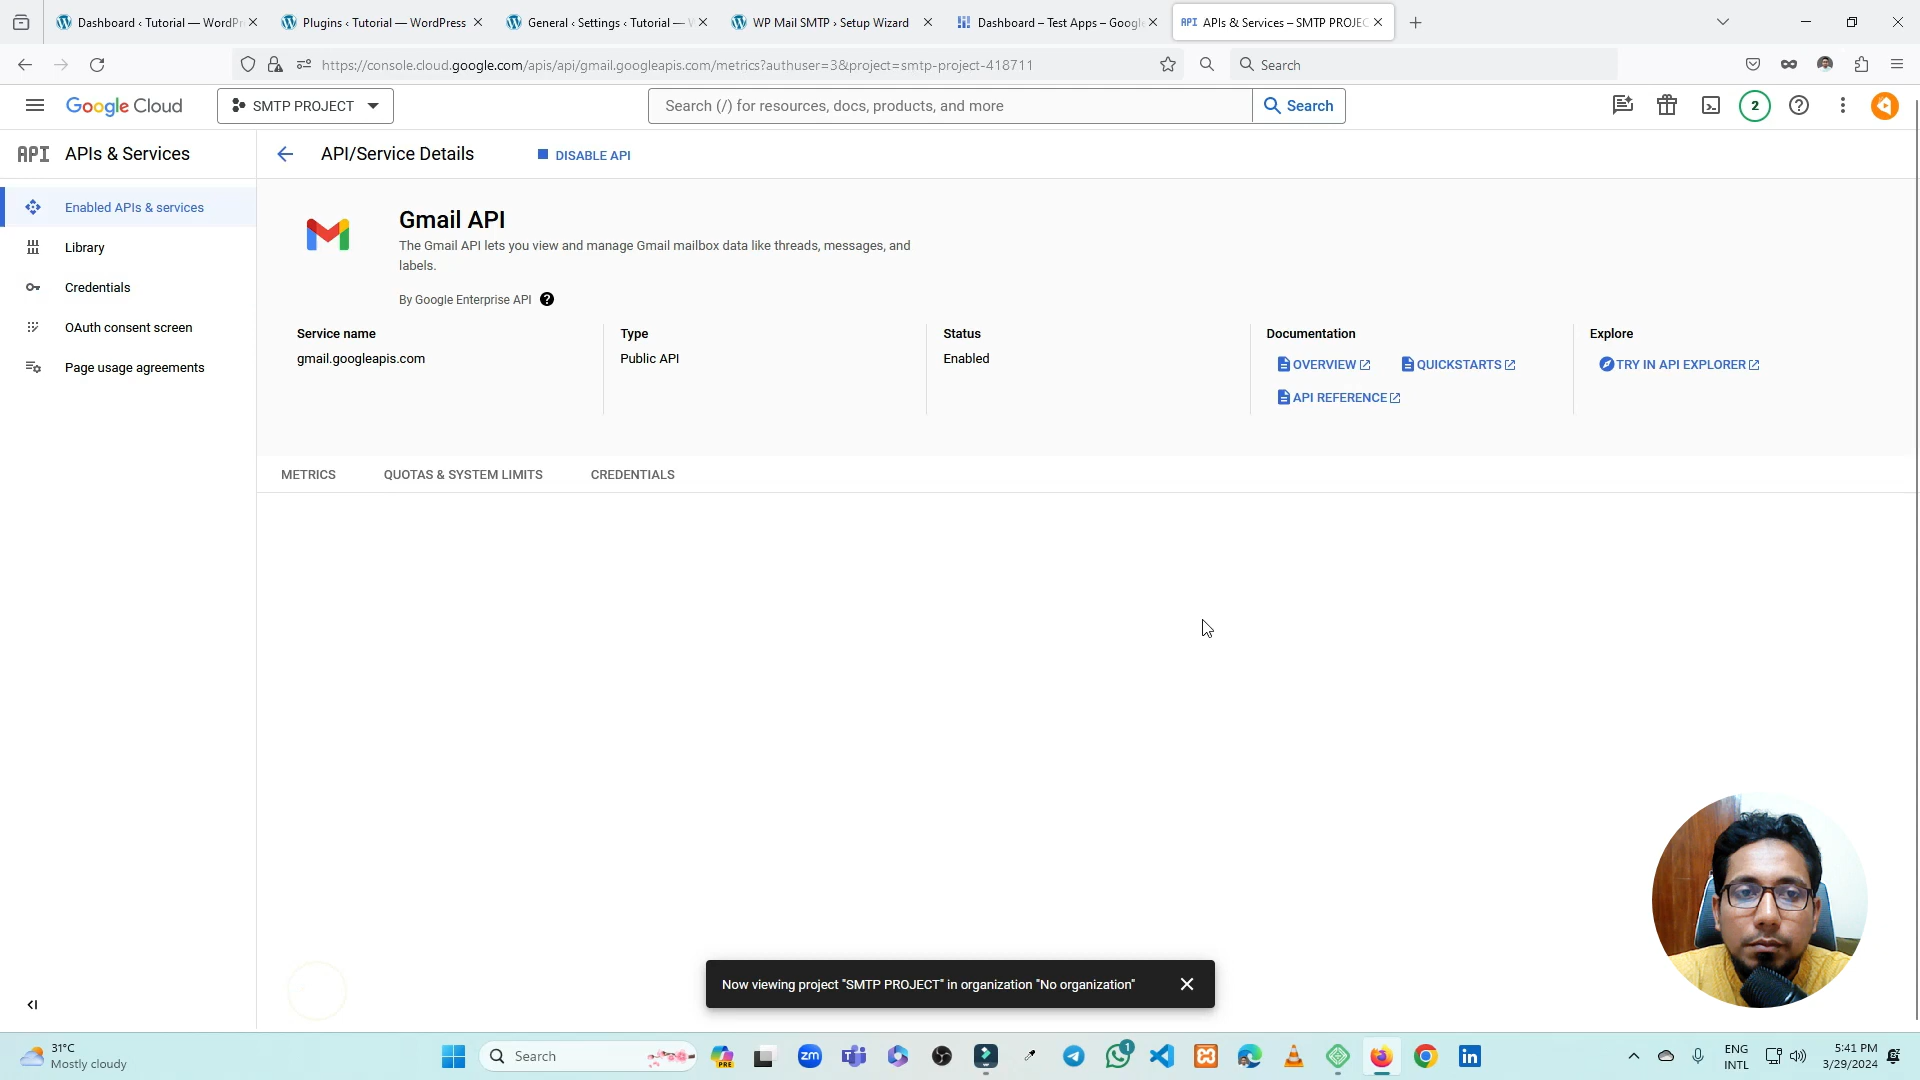 Dashboard ‹ Tutorial — WordPr
Plugins ‹ Tutorial — WordPress
General ‹ Settings ‹ Tutorial — W
WP Mail SMTP › Setup Wizard
Dashboard – Test Apps – Google
API APIs & Services – SMTP PROJEC
https://console.cloud.google.com/apis/api/gmail.googleapis.com/metrics?authuser=3&project=smtp-project-418711
Search
Google Cloud
SMTP PROJECT
Search (/) for resources, docs, products, and more
Search
2
API APIs & Services
API/Service Details
DISABLE API
Enabled APIs & services
Library
Credentials
OAuth consent screen
Page usage agreements
Gmail API
The Gmail API lets you view and manage Gmail mailbox data like threads, messages, and
labels.
By Google Enterprise API
Service name
gmail.googleapis.com
Type
Public API
Status
Enabled
Documentation
OVERVIEW
QUICKSTARTS
API REFERENCE
Explore
TRY IN API EXPLORER
METRICS
QUOTAS & SYSTEM LIMITS
CREDENTIALS
Now viewing project "SMTP PROJECT" in organization "No organization"
31°C
Mostly cloudy
Search
PRE
zm
1
in
ENG
INTL
5:41 PM
3/29/2024